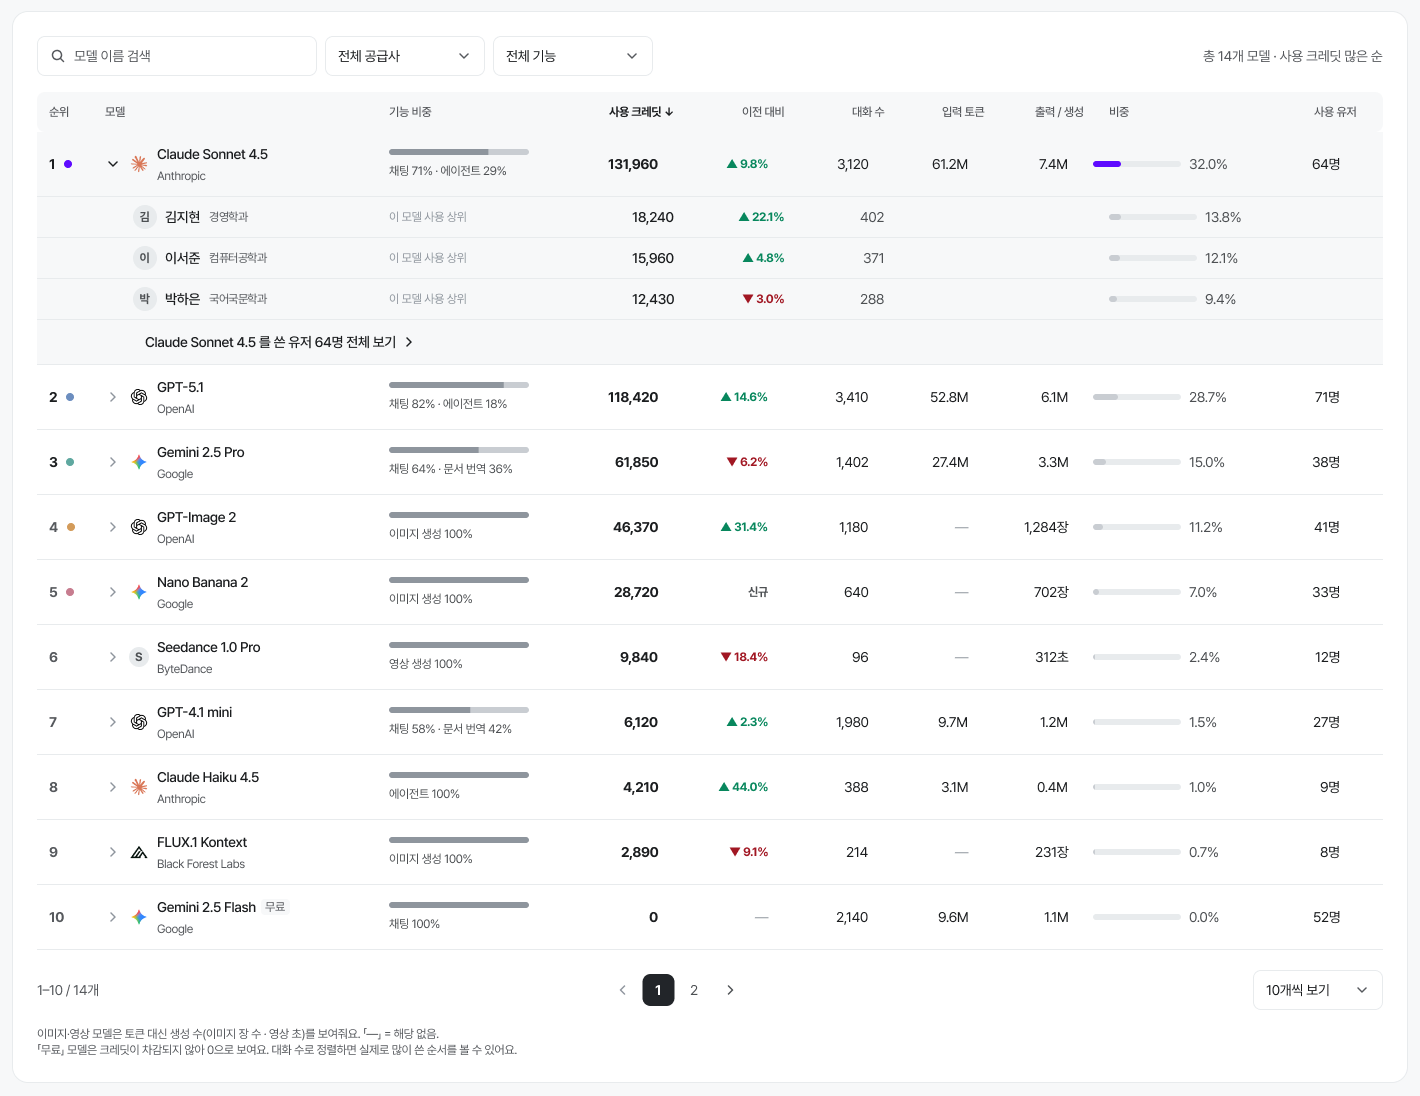 모델 이름 검색
전체 공급사
전체 기능
총 14개 모델 · 사용 크레딧 많은 순
순위 모델 기능 비중 사용 크레딧 ↓ 이전 대비 대화 수 입력 토큰 출력 / 생성 비중 사용 유저
1 Claude Sonnet 4.5 Anthropic 채팅 71% · 에이전트 29% 131,960 ▲ 9.8% 3,120 61.2M 7.4M 32.0% 64명
김 김지현 경영학과 이 모델 사용 상위 18,240 ▲ 22.1% 402 13.8%
이 이서준 컴퓨터공학과 이 모델 사용 상위 15,960 ▲ 4.8% 371 12.1%
박 박하은 국어국문학과 이 모델 사용 상위 12,430 ▼ 3.0% 288 9.4%
Claude Sonnet 4.5 를 쓴 유저 64명 전체 보기
2 GPT-5.1 OpenAI 채팅 82% · 에이전트 18% 118,420 ▲ 14.6% 3,410 52.8M 6.1M 28.7% 71명
3 Gemini 2.5 Pro Google 채팅 64% · 문서 번역 36% 61,850 ▼ 6.2% 1,402 27.4M 3.3M 15.0% 38명
4 GPT-Image 2 OpenAI 이미지 생성 100% 46,370 ▲ 31.4% 1,180 — 1,284장 11.2% 41명
5 Nano Banana 2 Google 이미지 생성 100% 28,720 신규 640 — 702장 7.0% 33명
6 S Seedance 1.0 Pro ByteDance 영상 생성 100% 9,840 ▼ 18.4% 96 — 312초 2.4% 12명
7 GPT-4.1 mini OpenAI 채팅 58% · 문서 번역 42% 6,120 ▲ 2.3% 1,980 9.7M 1.2M 1.5% 27명
8 Claude Haiku 4.5 Anthropic 에이전트 100% 4,210 ▲ 44.0% 388 3.1M 0.4M 1.0% 9명
9 FLUX.1 Kontext Black Forest Labs 이미지 생성 100% 2,890 ▼ 9.1% 214 — 231장 0.7% 8명
10 Gemini 2.5 Flash 무료 Google 채팅 100% 0 — 2,140 9.6M 1.1M 0.0% 52명
1–10 / 14개
1 2
10개씩 보기
이미지·영상 모델은 토큰 대신 생성 수(이미지 장 수 · 영상 초)를 보여줘요. 「—」 = 해당 없음.
「무료」 모델은 크레딧이 차감되지 않아 0으로 보여요. 대화 수로 정렬하면 실제로 많이 쓴 순서를 볼 수 있어요.